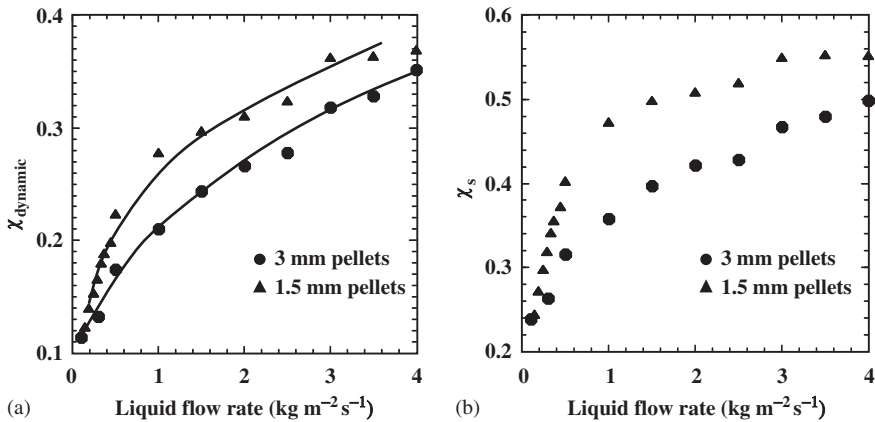 0.4
0.3
0.2
0.1
χdynamic
3 mm pellets
1.5 mm pellets
0 1 2 3 4
(a) Liquid flow rate (kg m⁻² s⁻¹)
0.6
0.5
0.4
0.3
0.2
χs
3 mm pellets
1.5 mm pellets
0 1 2 3 4
(b) Liquid flow rate (kg m⁻² s⁻¹)